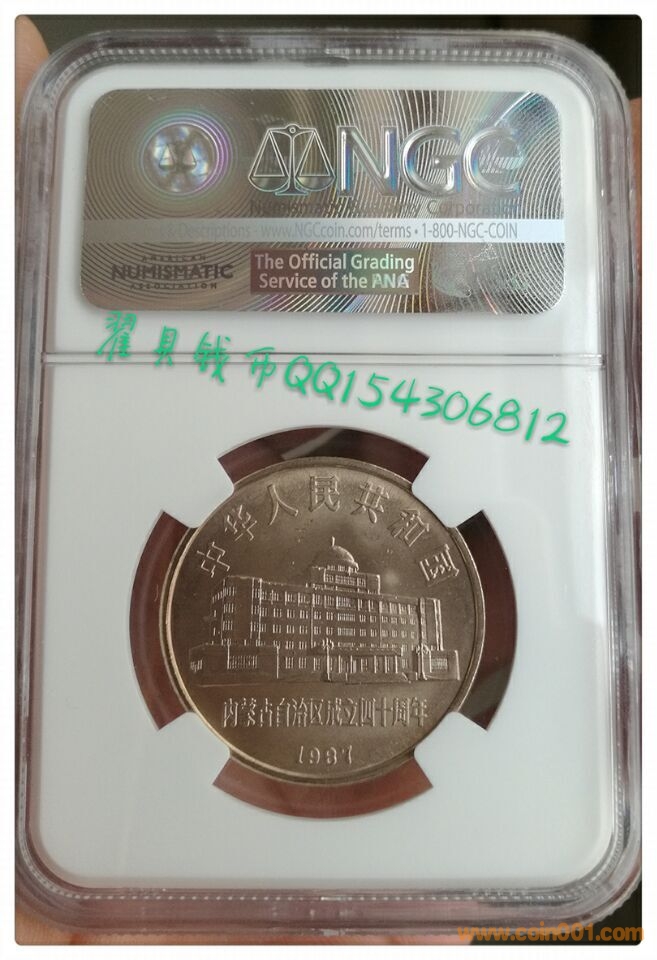 NGC
Numismatic Guaranty Corporation
& Descriptions - www.NGCcoin.com/terms • 1-800-NGC-COIN
AMERICAN
NUMISMATIC
ASSOCIATION
The Official Grading
Service of the ANA
翟貝錢币QQ154306812
中华人民共和国
内蒙古自治区成立四十周年
1987
www.coin001.com